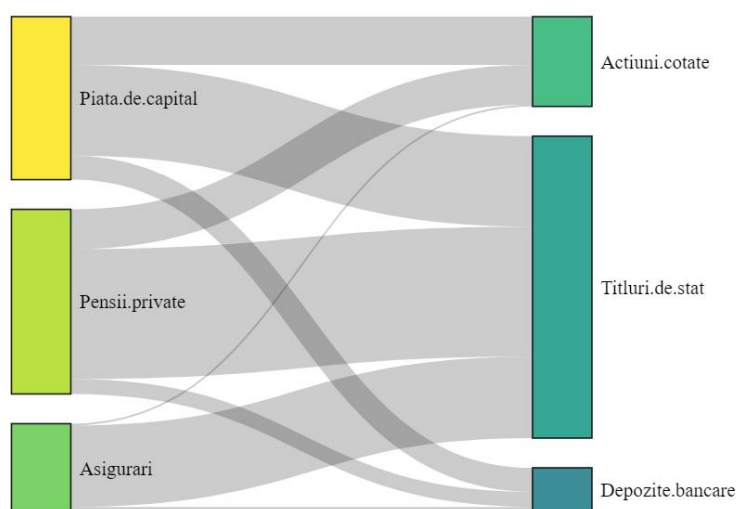 Piata.de.capital
Pensii.private
Asigurari
Actiuni.cotate
Titluri.de.stat
Depozite.bancare